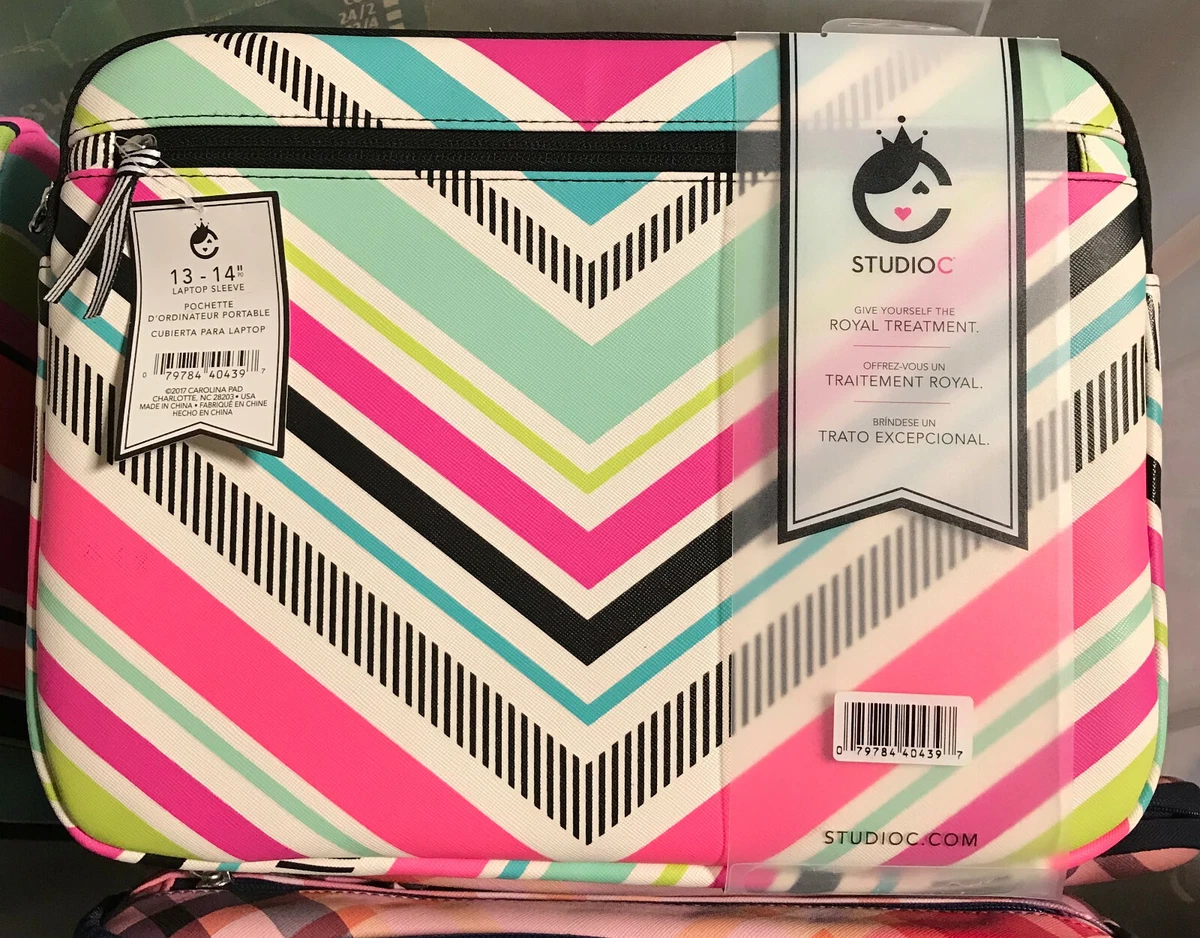 13 - 14"
LAPTOP SLEEVE
POCHETTE
D'ORDINATEUR PORTABLE
CUBIERTA PARA LAPTOP
0 79784 40439 7
©2017 CAROLINA PAD
CHARLOTTE, NC 28203 • USA
MADE IN CHINA • FABRIQUÉ EN CHINE
HECHO EN CHINA
STUDIO C
GIVE YOURSELF THE
ROYAL TREATMENT.
OFFREZ-VOUS UN
TRAITEMENT ROYAL.
BRÍNDESE UN
TRATO EXCEPCIONAL.
0 79784 40439 7
STUDIOC.COM